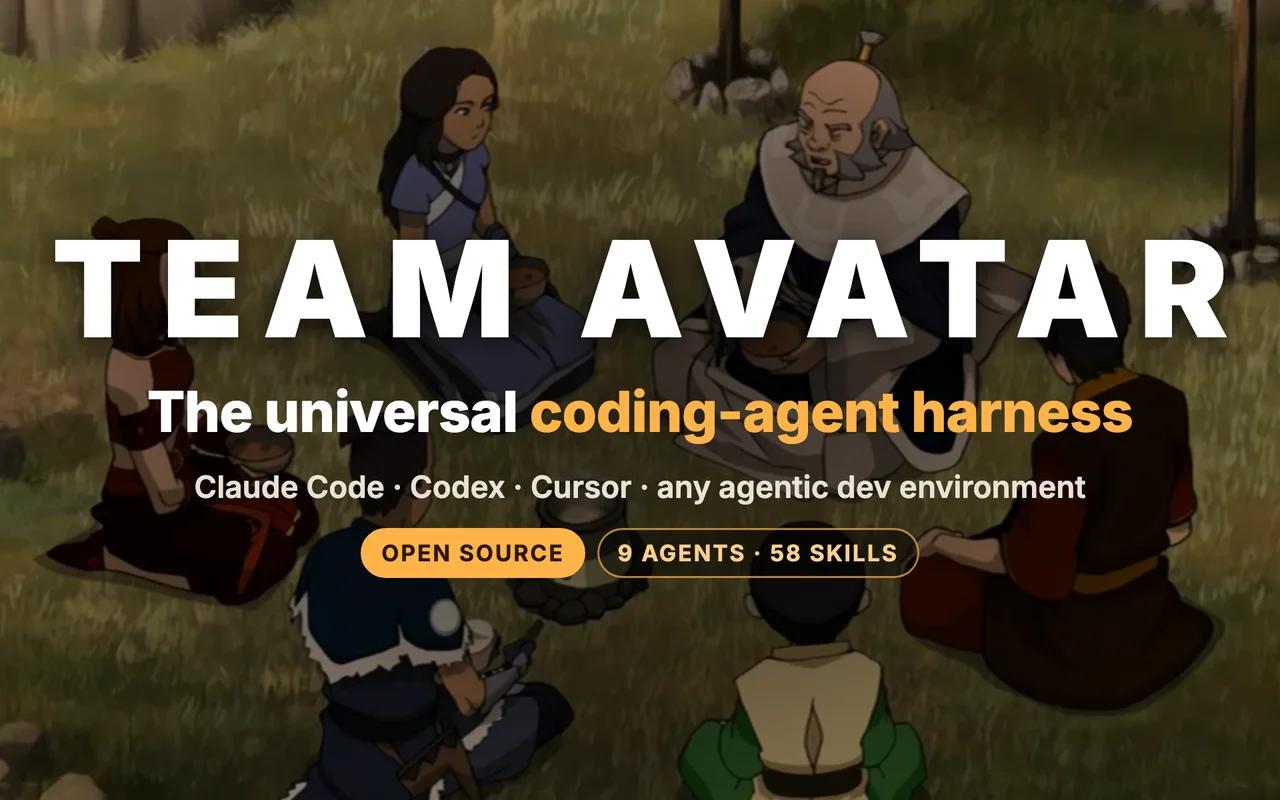 TEAM AVATAR
The universal coding-agent harness
Claude Code · Codex · Cursor · any agentic dev environment
OPEN SOURCE
9 AGENTS · 58 SKILLS